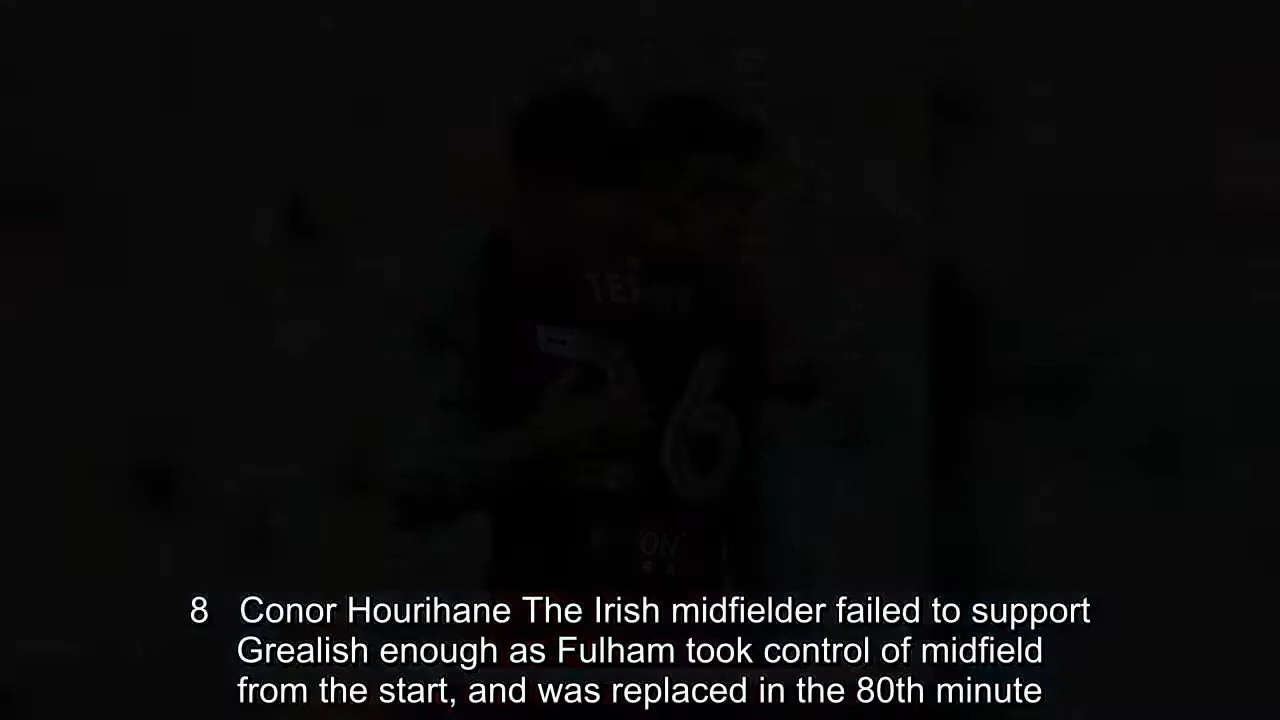 6
8 Conor Hourihane The Irish midfielder failed to support
Grealish enough as Fulham took control of midfield
from the start, and was replaced in the 80th minute